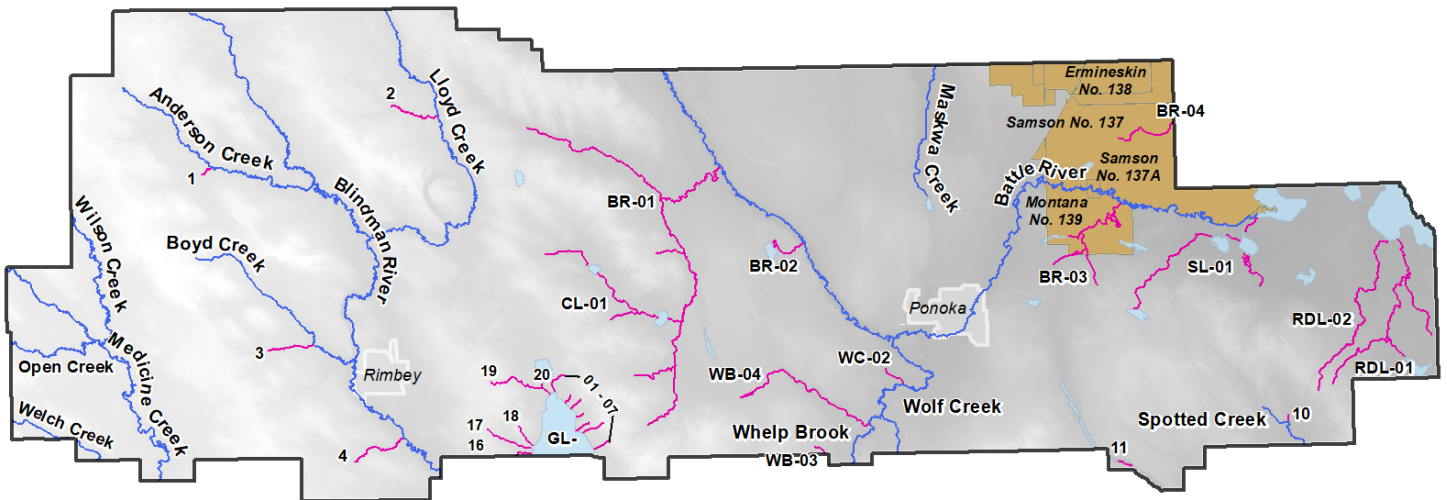 Ermineskin
No. 138
Lloyd Creek
2
Anderson Creek
Maskwa Creek
BR-04
Samson No. 137
Samson
No. 137A
1
Battle River
Blindman River
BR-01
Montana
No. 139
Wilson Creek
Boyd Creek
BR-02
BR-03
SL-01
CL-01
Ponoka
RDL-02
Medicine Creek
3
WC-02
Open Creek
Rimbey
19
20
01 - 07
WB-04
RDL-01
Welch Creek
18
17
GL-
Wolf Creek
Spotted Creek
10
16
Whelp Brook
4
WB-03
11